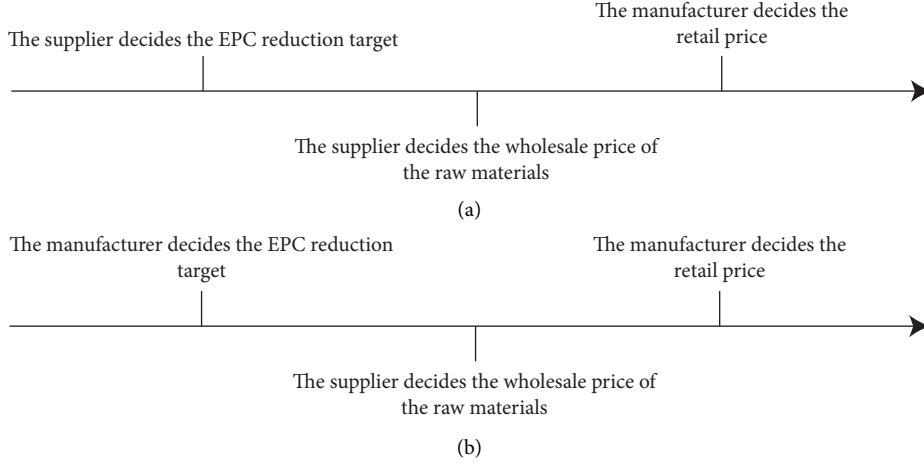 The supplier decides the EPC reduction target
The manufacturer decides the
retail price
The supplier decides the wholesale price of
the raw materials
(a)
The manufacturer decides the EPC reduction
target
The manufacturer decides the
retail price
The supplier decides the wholesale price of
the raw materials
(b)